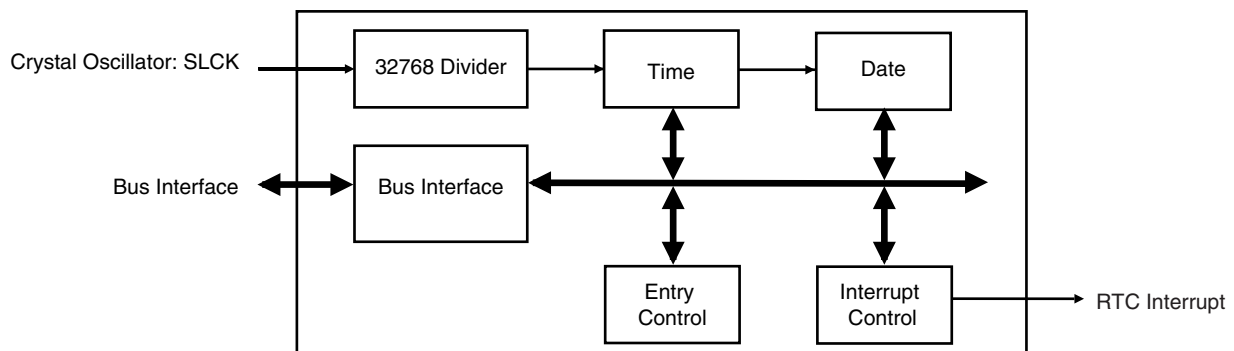 Crystal Oscillator: SLCK
32768 Divider
Time
Date
Bus Interface
Bus Interface
Entry
Control
Interrupt
Control
RTC Interrupt